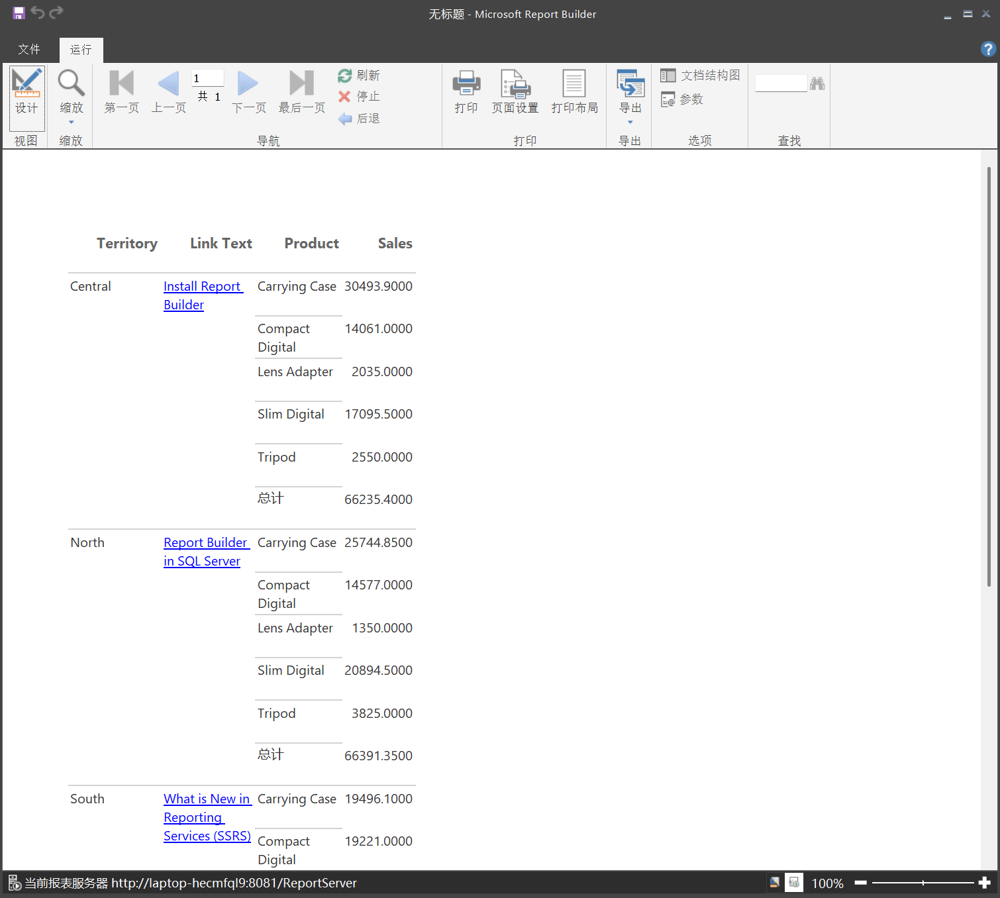 无标题 - Microsoft Report Builder
文件 运行
设计 缩放 第一页 上一页 1 共 1 下一页 最后一页 刷新 停止 后退 打印 页面设置 打印布局 导出 文档结构图 参数
视图 缩放 导航 打印 导出 选项 查找
Territory Link Text Product Sales
Central Install Report Carrying Case 30493.9000
Builder
Compact 14061.0000
Digital
Lens Adapter 2035.0000
Slim Digital 17095.5000
Tripod 2550.0000
总计 66235.4000
North Report Builder Carrying Case 25744.8500
in SQL Server
Compact 14577.0000
Digital
Lens Adapter 1350.0000
Slim Digital 20894.5000
Tripod 3825.0000
总计 66391.3500
South What is New in Carrying Case 19496.1000
Reporting
Services (SSRS) Compact 19221.0000
Digital
当前报表服务器 http://laptop-hecmfql9:8081/ReportServer 100%